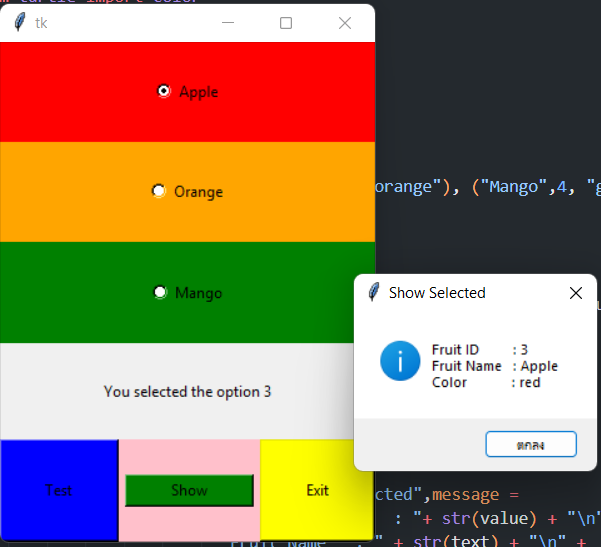 m turtle import color
tk
Apple
orange"), ("Mango",4, "g
Orange
Mango
Show Selected
Fruit ID : 3
Fruit Name : Apple
Color : red
You selected the option 3
ตกลง
Test
Show
Exit
cted",message =
: "+ str(value) + "\n"
Fruit Name : " + str(text) + "\n" +